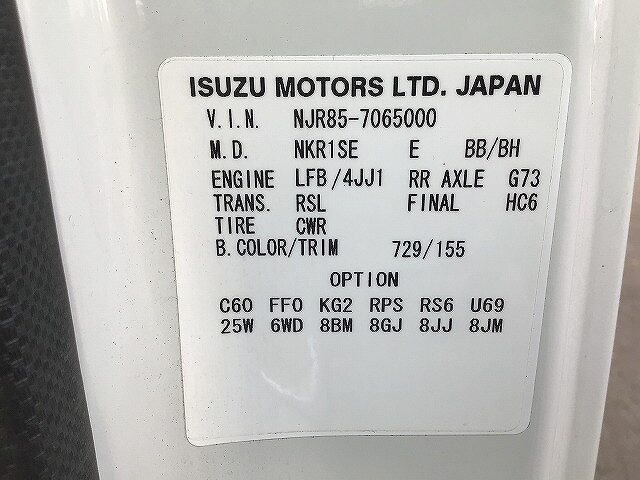 ISUZU MOTORS LTD. JAPAN
V.I.N. NJR85-7065000
M.D. NKR1SE E BB/BH
ENGINE LFB/4JJ1 RR AXLE G73
TRANS. RSL FINAL HC6
TIRE CWR
B.COLOR/TRIM 729/155
OPTION
C60 FF0 KG2 RPS RS6 U69
25W 6WD 8BM 8GJ 8JJ 8JM